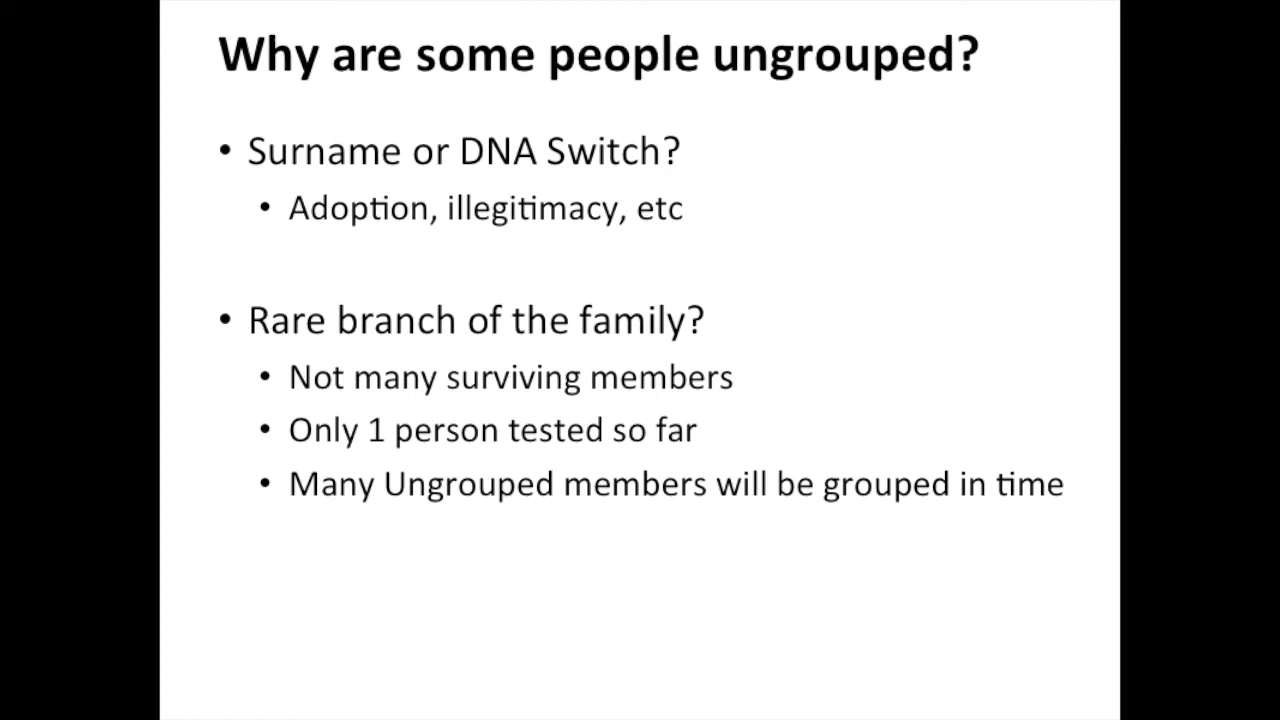 Why are some people ungrouped?
• Surname or DNA Switch?
• Adoption, illegitimacy, etc
• Rare branch of the family?
• Not many surviving members
• Only 1 person tested so far
• Many Ungrouped members will be grouped in time